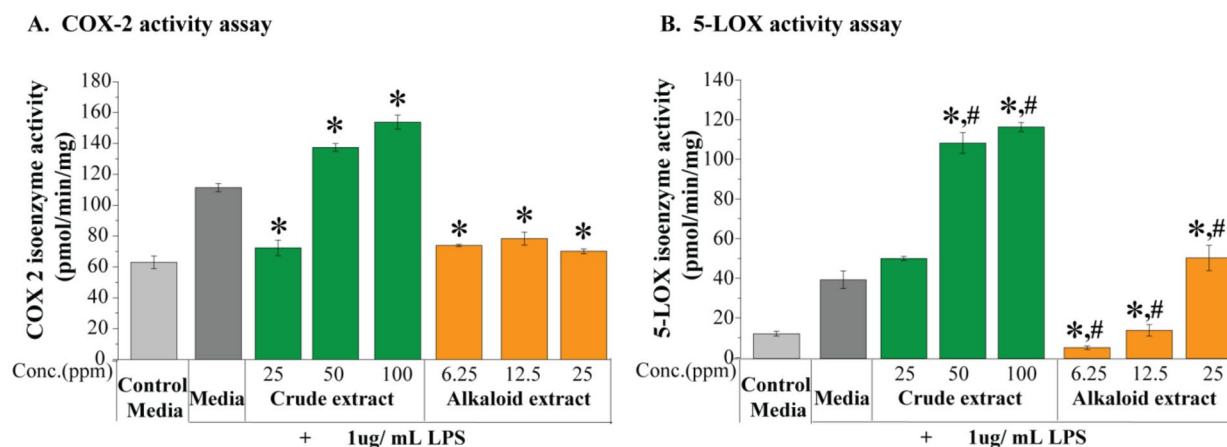 A. COX-2 activity assay
COX 2 isoenzyme activity
(pmol/min/mg)
180
160
140
120
100
80
60
40
20
0
*
*
*
*
*
*
Conc.(ppm)
25 50 100 6.25 12.5 25
Control Media
Media
Crude extract
Alkaloid extract
+ 1ug/ mL LPS
B. 5-LOX activity assay
5-LOX isoenzyme activity
(pmol/min/mg)
140
120
100
80
60
40
20
0
*,#
*,#
*,#
*,#
*,#
Conc.(ppm)
25 50 100 6.25 12.5 25
Control
Media
Media
Crude extract
Alkaloid extract
+ 1ug/ mL LPS